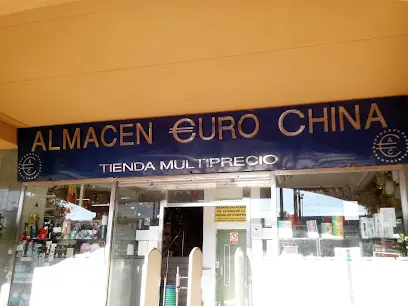 ALMACEN €URO CHINA
TIENDA MULTIPRECIO